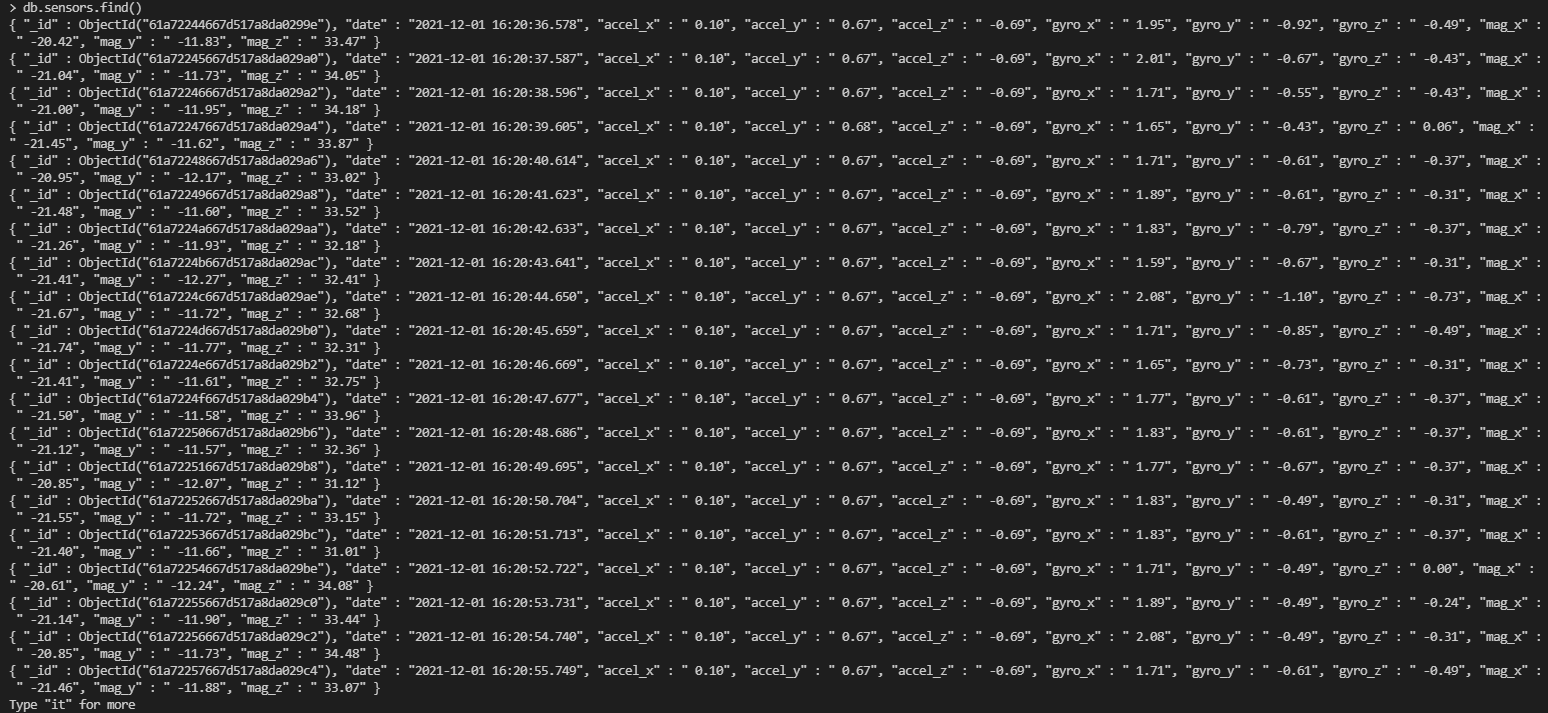 > db.sensors.find()
{ "_id" : ObjectId("61a72244667d517a8da0299e"), "date" : "2021-12-01 16:20:36.578", "accel_x" : " 0.10", "accel_y" : " 0.67", "accel_z" : " -0.69", "gyro_x" : " 1.95", "gyro_y" : " -0.92", "gyro_z" : " -0.49", "mag_x" :
" -20.42", "mag_y" : " -11.83", "mag_z" : " 33.47" }
{ "_id" : ObjectId("61a72245667d517a8da029a0"), "date" : "2021-12-01 16:20:37.587", "accel_x" : " 0.10", "accel_y" : " 0.67", "accel_z" : " -0.69", "gyro_x" : " 2.01", "gyro_y" : " -0.67", "gyro_z" : " -0.43", "mag_x" :
" -21.04", "mag_y" : " -11.73", "mag_z" : " 34.05" }
{ "_id" : ObjectId("61a72246667d517a8da029a2"), "date" : "2021-12-01 16:20:38.596", "accel_x" : " 0.10", "accel_y" : " 0.67", "accel_z" : " -0.69", "gyro_x" : " 1.71", "gyro_y" : " -0.55", "gyro_z" : " -0.43", "mag_x" :
" -21.00", "mag_y" : " -11.95", "mag_z" : " 34.18" }
{ "_id" : ObjectId("61a72247667d517a8da029a4"), "date" : "2021-12-01 16:20:39.605", "accel_x" : " 0.10", "accel_y" : " 0.68", "accel_z" : " -0.69", "gyro_x" : " 1.65", "gyro_y" : " -0.43", "gyro_z" : " 0.06", "mag_x" :
" -21.45", "mag_y" : " -11.62", "mag_z" : " 33.87" }
{ "_id" : ObjectId("61a72248667d517a8da029a6"), "date" : "2021-12-01 16:20:40.614", "accel_x" : " 0.10", "accel_y" : " 0.67", "accel_z" : " -0.69", "gyro_x" : " 1.71", "gyro_y" : " -0.61", "gyro_z" : " -0.37", "mag_x" :
" -20.95", "mag_y" : " -12.17", "mag_z" : " 33.02" }
{ "_id" : ObjectId("61a72249667d517a8da029a8"), "date" : "2021-12-01 16:20:41.623", "accel_x" : " 0.10", "accel_y" : " 0.67", "accel_z" : " -0.69", "gyro_x" : " 1.89", "gyro_y" : " -0.61", "gyro_z" : " -0.31", "mag_x" :
" -21.48", "mag_y" : " -11.60", "mag_z" : " 33.52" }
{ "_id" : ObjectId("61a7224a667d517a8da029aa"), "date" : "2021-12-01 16:20:42.633", "accel_x" : " 0.10", "accel_y" : " 0.67", "accel_z" : " -0.69", "gyro_x" : " 1.83", "gyro_y" : " -0.79", "gyro_z" : " -0.37", "mag_x" :
" -21.26", "mag_y" : " -11.93", "mag_z" : " 32.18" }
{ "_id" : ObjectId("61a7224b667d517a8da029ac"), "date" : "2021-12-01 16:20:43.641", "accel_x" : " 0.10", "accel_y" : " 0.67", "accel_z" : " -0.69", "gyro_x" : " 1.59", "gyro_y" : " -0.67", "gyro_z" : " -0.31", "mag_x" :
" -21.41", "mag_y" : " -12.27", "mag_z" : " 32.41" }
{ "_id" : ObjectId("61a7224c667d517a8da029ae"), "date" : "2021-12-01 16:20:44.650", "accel_x" : " 0.10", "accel_y" : " 0.67", "accel_z" : " -0.69", "gyro_x" : " 2.08", "gyro_y" : " -1.10", "gyro_z" : " -0.73", "mag_x" :
" -21.67", "mag_y" : " -11.72", "mag_z" : " 32.68" }
{ "_id" : ObjectId("61a7224d667d517a8da029b0"), "date" : "2021-12-01 16:20:45.659", "accel_x" : " 0.10", "accel_y" : " 0.67", "accel_z" : " -0.69", "gyro_x" : " 1.71", "gyro_y" : " -0.85", "gyro_z" : " -0.49", "mag_x" :
" -21.74", "mag_y" : " -11.77", "mag_z" : " 32.31" }
{ "_id" : ObjectId("61a7224e667d517a8da029b2"), "date" : "2021-12-01 16:20:46.669", "accel_x" : " 0.10", "accel_y" : " 0.67", "accel_z" : " -0.69", "gyro_x" : " 1.65", "gyro_y" : " -0.73", "gyro_z" : " -0.31", "mag_x" :
" -21.41", "mag_y" : " -11.61", "mag_z" : " 32.75" }
{ "_id" : ObjectId("61a7224f667d517a8da029b4"), "date" : "2021-12-01 16:20:47.677", "accel_x" : " 0.10", "accel_y" : " 0.67", "accel_z" : " -0.69", "gyro_x" : " 1.77", "gyro_y" : " -0.61", "gyro_z" : " -0.37", "mag_x" :
" -21.50", "mag_y" : " -11.58", "mag_z" : " 33.96" }
{ "_id" : ObjectId("61a72250667d517a8da029b6"), "date" : "2021-12-01 16:20:48.686", "accel_x" : " 0.10", "accel_y" : " 0.67", "accel_z" : " -0.69", "gyro_x" : " 1.83", "gyro_y" : " -0.61", "gyro_z" : " -0.37", "mag_x" :
" -21.12", "mag_y" : " -11.57", "mag_z" : " 32.36" }
{ "_id" : ObjectId("61a72251667d517a8da029b8"), "date" : "2021-12-01 16:20:49.695", "accel_x" : " 0.10", "accel_y" : " 0.67", "accel_z" : " -0.69", "gyro_x" : " 1.77", "gyro_y" : " -0.67", "gyro_z" : " -0.37", "mag_x" :
" -20.85", "mag_y" : " -12.07", "mag_z" : " 31.12" }
{ "_id" : ObjectId("61a72252667d517a8da029ba"), "date" : "2021-12-01 16:20:50.704", "accel_x" : " 0.10", "accel_y" : " 0.67", "accel_z" : " -0.69", "gyro_x" : " 1.83", "gyro_y" : " -0.49", "gyro_z" : " -0.31", "mag_x" :
" -21.55", "mag_y" : " -11.72", "mag_z" : " 33.15" }
{ "_id" : ObjectId("61a72253667d517a8da029bc"), "date" : "2021-12-01 16:20:51.713", "accel_x" : " 0.10", "accel_y" : " 0.67", "accel_z" : " -0.69", "gyro_x" : " 1.83", "gyro_y" : " -0.61", "gyro_z" : " -0.37", "mag_x" :
" -21.40", "mag_y" : " -11.66", "mag_z" : " 31.01" }
{ "_id" : ObjectId("61a72254667d517a8da029be"), "date" : "2021-12-01 16:20:52.722", "accel_x" : " 0.10", "accel_y" : " 0.67", "accel_z" : " -0.69", "gyro_x" : " 1.71", "gyro_y" : " -0.49", "gyro_z" : " 0.00", "mag_x" :
" -20.61", "mag_y" : " -12.24", "mag_z" : " 34.08" }
{ "_id" : ObjectId("61a72255667d517a8da029c0"), "date" : "2021-12-01 16:20:53.731", "accel_x" : " 0.10", "accel_y" : " 0.67", "accel_z" : " -0.69", "gyro_x" : " 1.89", "gyro_y" : " -0.49", "gyro_z" : " -0.24", "mag_x" :
" -21.14", "mag_y" : " -11.90", "mag_z" : " 33.44" }
{ "_id" : ObjectId("61a72256667d517a8da029c2"), "date" : "2021-12-01 16:20:54.740", "accel_x" : " 0.10", "accel_y" : " 0.67", "accel_z" : " -0.69", "gyro_x" : " 2.08", "gyro_y" : " -0.49", "gyro_z" : " -0.31", "mag_x" :
" -20.85", "mag_y" : " -11.73", "mag_z" : " 34.48" }
{ "_id" : ObjectId("61a72257667d517a8da029c4"), "date" : "2021-12-01 16:20:55.749", "accel_x" : " 0.10", "accel_y" : " 0.67", "accel_z" : " -0.69", "gyro_x" : " 1.71", "gyro_y" : " -0.61", "gyro_z" : " -0.49", "mag_x" :
" -21.46", "mag_y" : " -11.88", "mag_z" : " 33.07" }
Type "it" for more